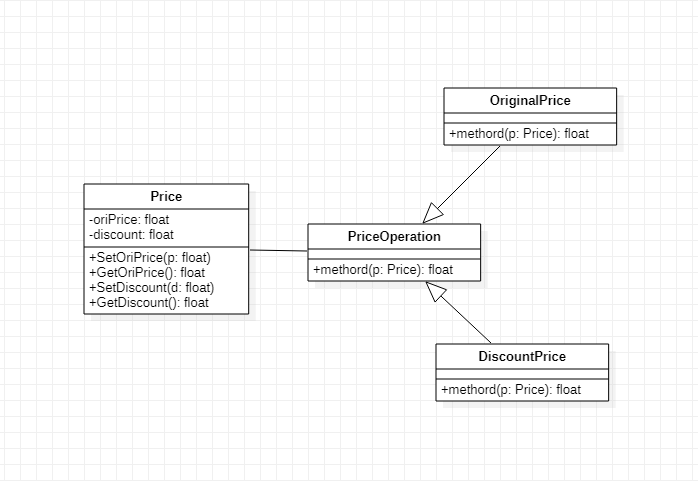 OriginalPrice
+methord(p: Price): float
Price
-oriPrice: float
-discount: float
+SetOriPrice(p: float)
+GetOriPrice(): float
+SetDiscount(d: float)
+GetDiscount(): float
PriceOperation
+methord(p: Price): float
DiscountPrice
+methord(p: Price): float